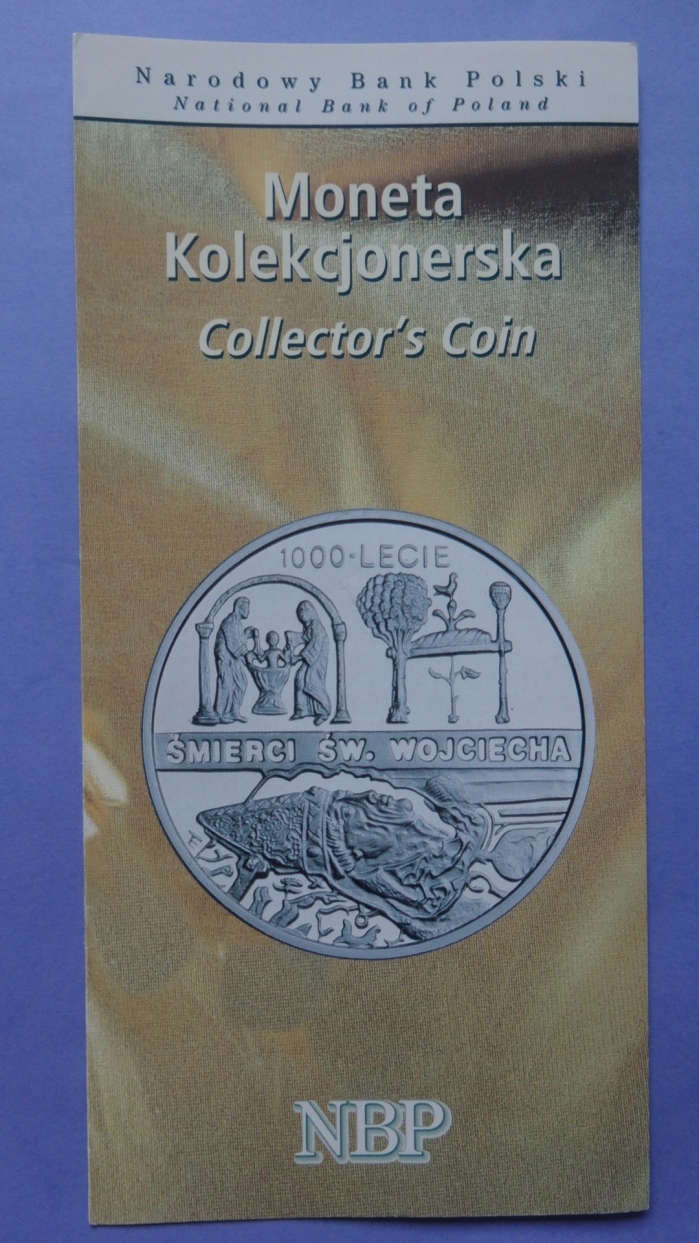 Narodowy Bank Polski
National Bank of Poland
Moneta
Kolekcjonerska
Collector's Coin
1000-LECIE
ŚMIERCI ŚW. WOJCIECHA
NBP